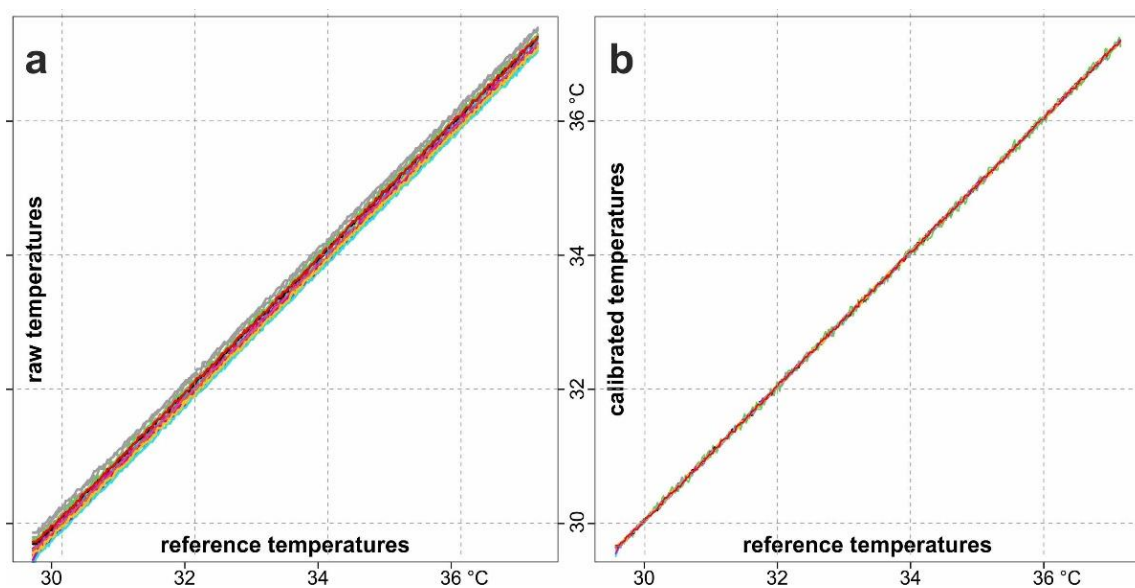 a
raw temperatures
reference temperatures
30
32
34
36 °C
36 °C
34
32
30
b
calibrated temperatures
reference temperatures
30
32
34
36 °C